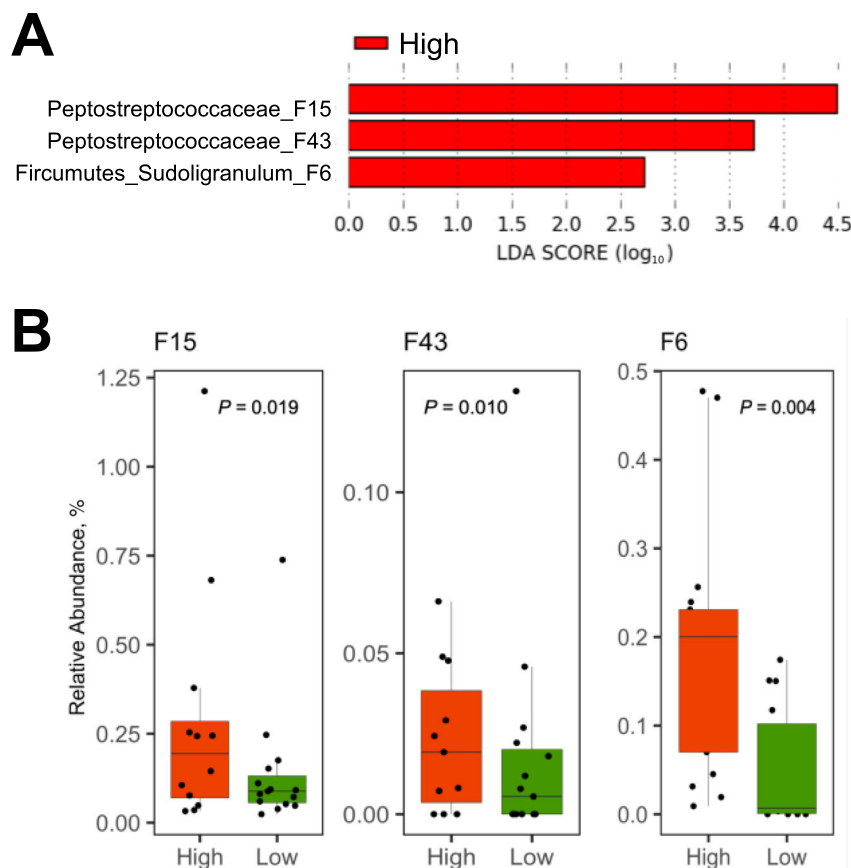 A
High
Peptostreptococcaceae_F15
Peptostreptococcaceae_F43
Fircumutes_Sudoligranulum_F6
0.0 0.5 1.0 1.5 2.0 2.5 3.0 3.5 4.0 4.5
LDA SCORE (log₁₀)
B
F15 F43 F6
Relative Abundance, %
1.25
1.00
0.75
0.50
0.25
0.00
P = 0.019
High Low
0.10
0.05
0.00
P = 0.010
High Low
0.5
0.4
0.3
0.2
0.1
0.0
P = 0.004
High Low